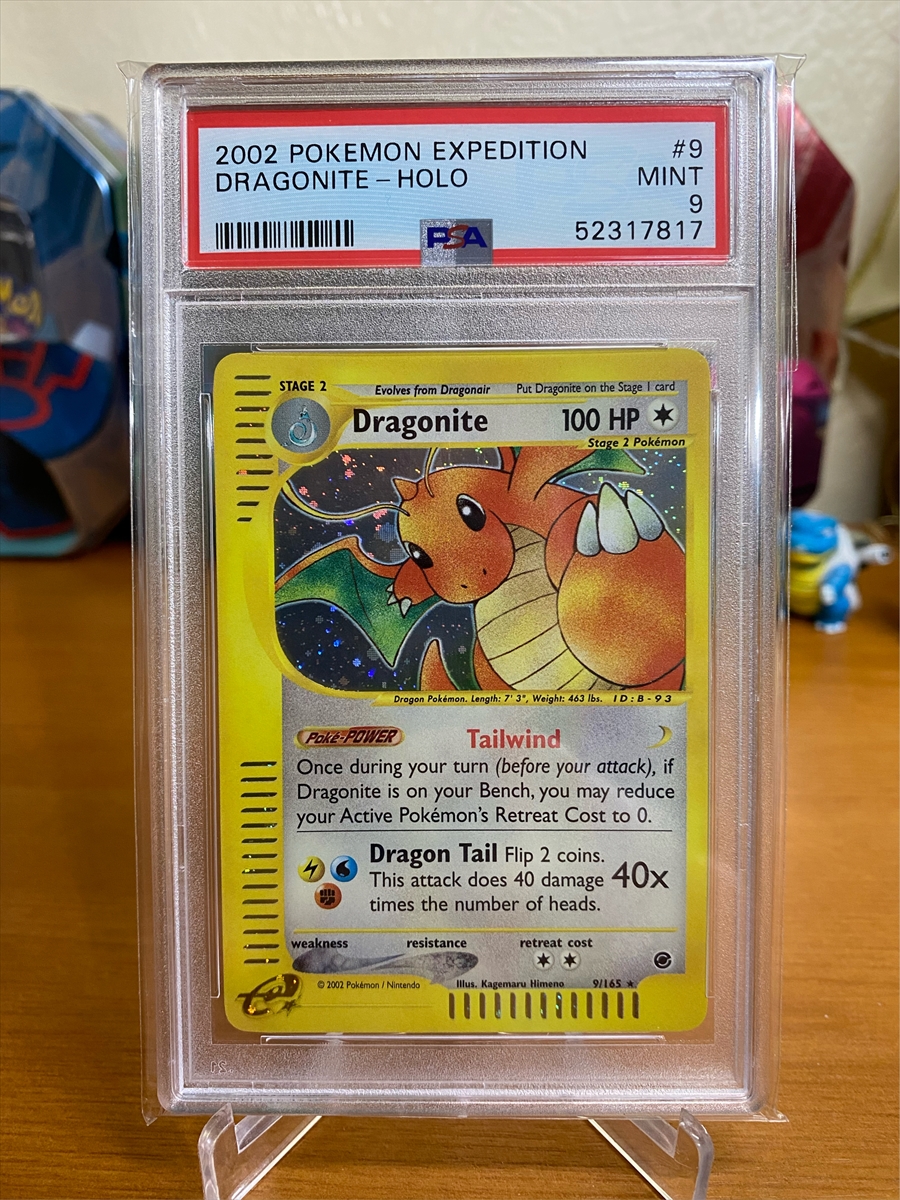 2002 POKEMON EXPEDITION #9
DRAGONITE – HOLO MINT
9
PSA 52317817
STAGE 2 Evolves from Dragonair Put Dragonite on the Stage 1 card
Dragonite 100 HP
Stage 2 Pokémon
Dragon Pokémon. Length: 7' 3", Weight: 463 lbs. ID:B-93
Poké-POWER Tailwind
Once during your turn (before your attack), if
Dragonite is on your Bench, you may reduce
your Active Pokémon's Retreat Cost to 0.
Dragon Tail Flip 2 coins.
This attack does 40 damage 40x
times the number of heads.
weakness resistance retreat cost
© 2002 Pokémon / Nintendo Illus. Kagemaru Himeno 9/165 ★